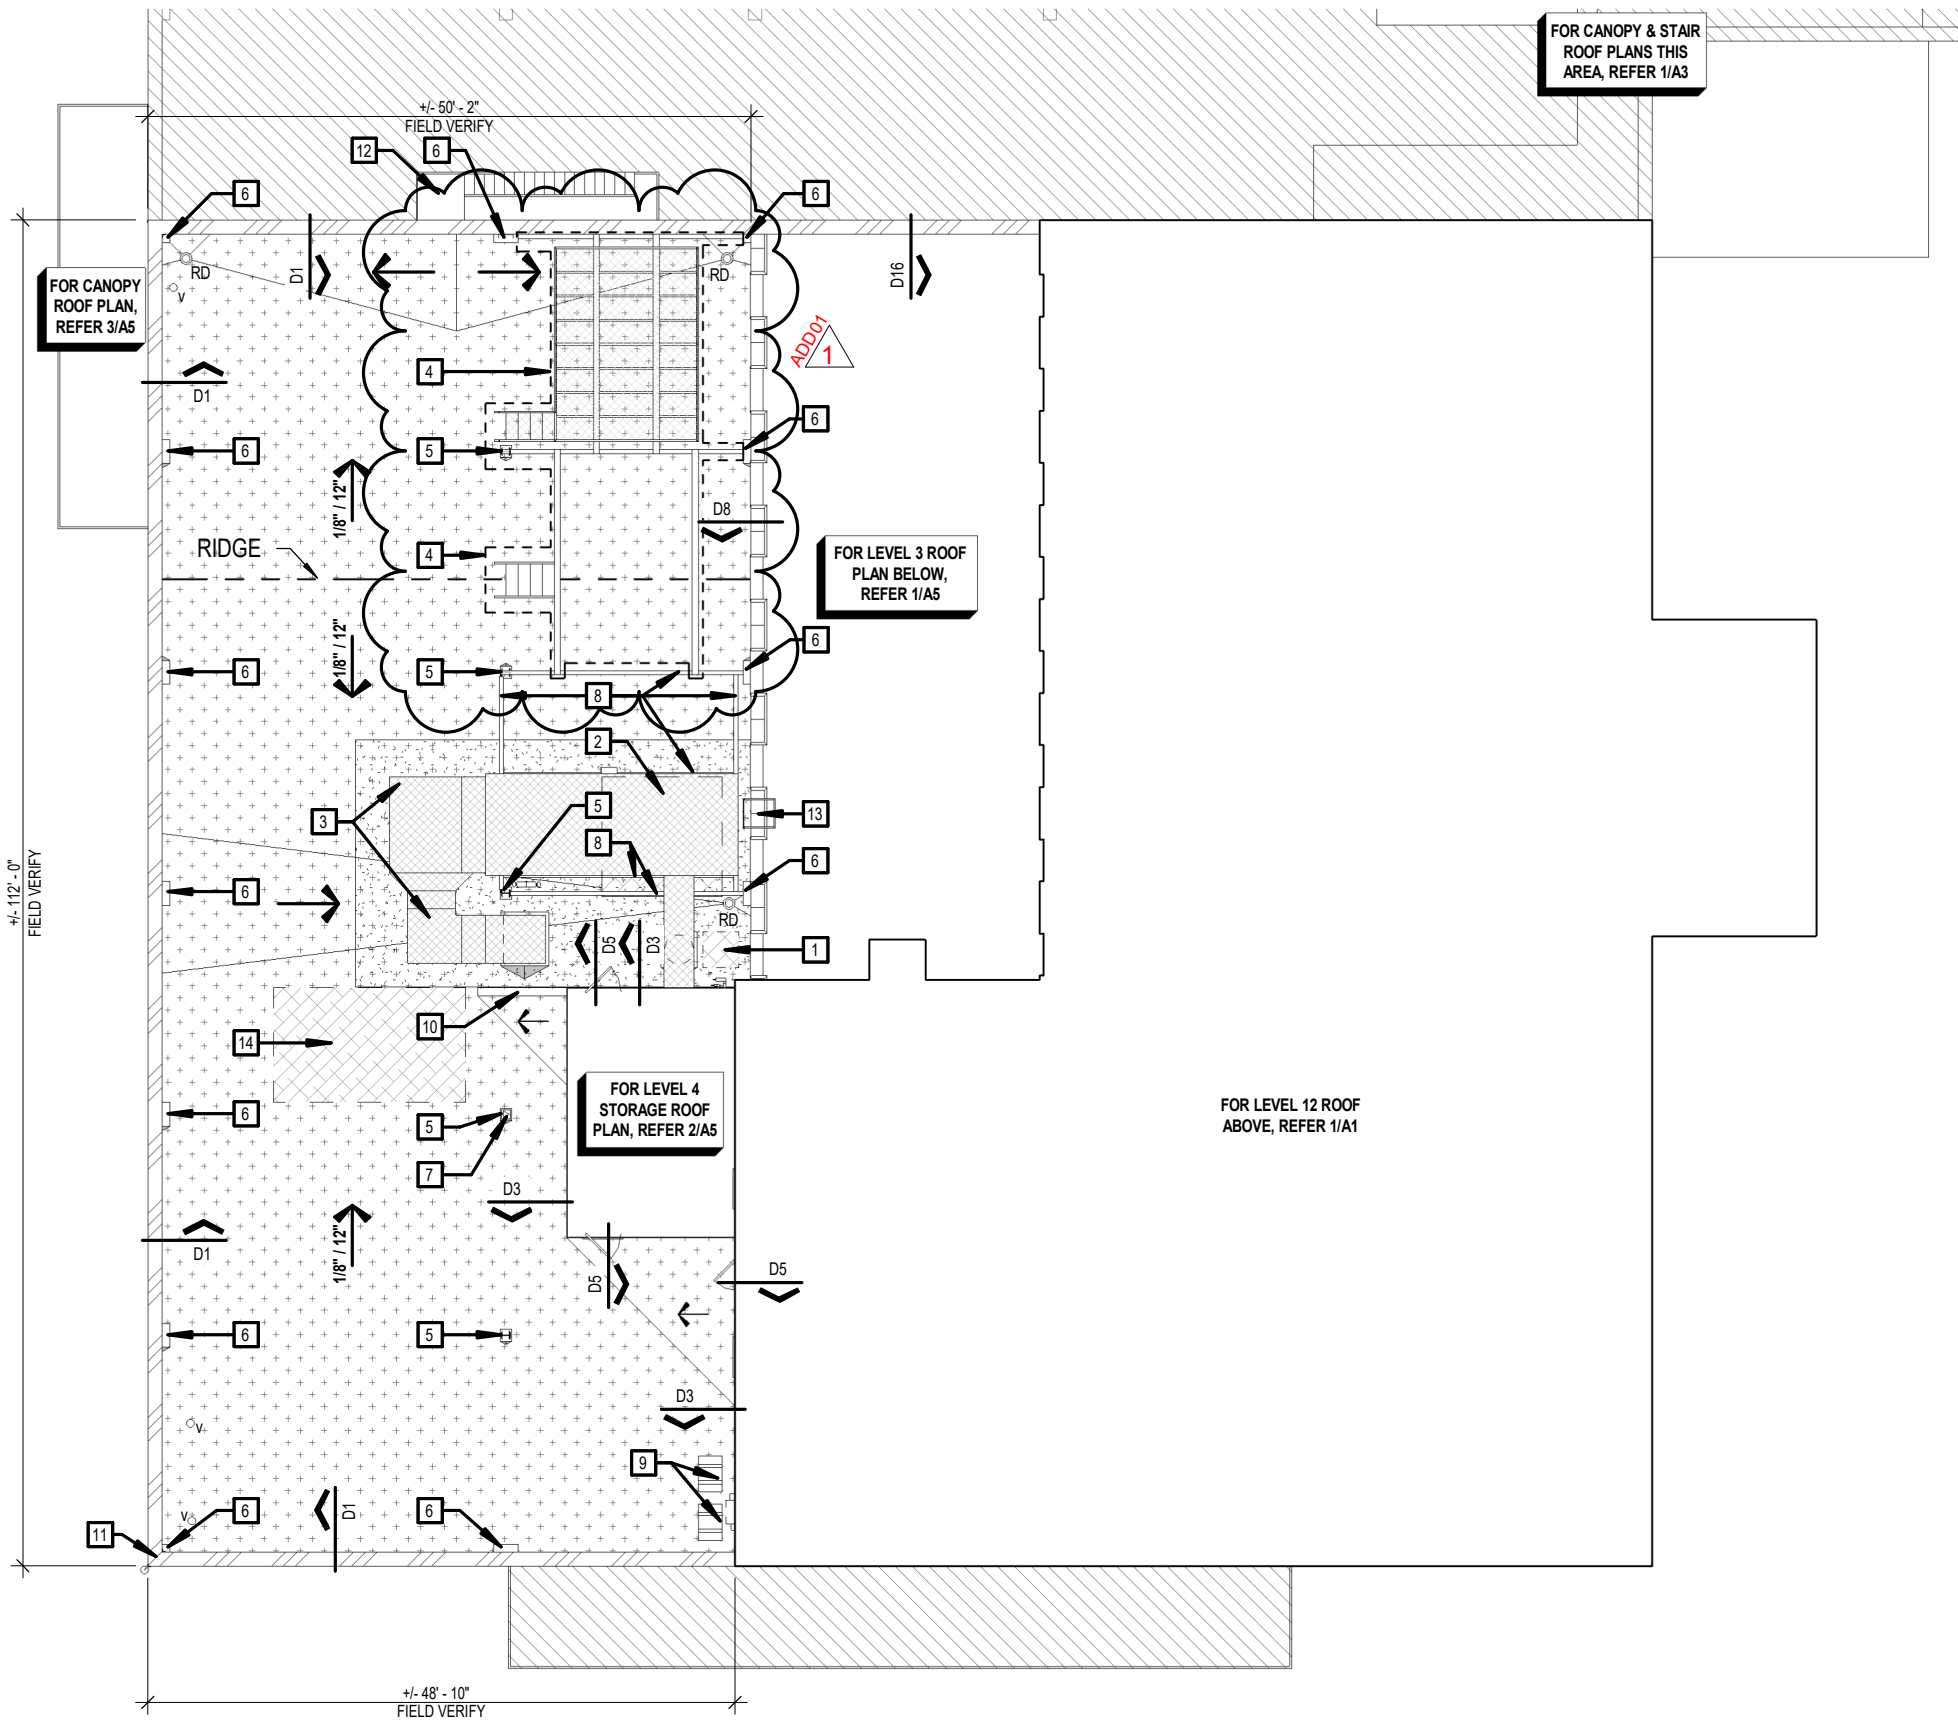 FOR CANOPY & STAIR
ROOF PLANS THIS
AREA, REFER 1/A3
+/- 50' - 2"
FIELD VERIFY
12
6
6
6
RD
RD
V
D1
D16
FOR CANOPY
ROOF PLAN,
REFER 3/A5
ADD01
1
4
D1
6
5
6
1/8" / 12"
D8
RIDGE
4
FOR LEVEL 3 ROOF
PLAN BELOW,
REFER 1/A5
1/8" / 12"
6
6
5
8
2
3
5
13
8
6
6
+/- 112' - 0"
FIELD VERIFY
RD
D5
D3
1
10
14
FOR LEVEL 4
STORAGE ROOF
PLAN, REFER 2/A5
FOR LEVEL 12 ROOF
ABOVE, REFER 1/A1
6
5
7
D3
D1
1/8" / 12"
D5
D5
6
5
D3
V
9
V
6
D1
6
11
+/- 48' - 10"
FIELD VERIFY